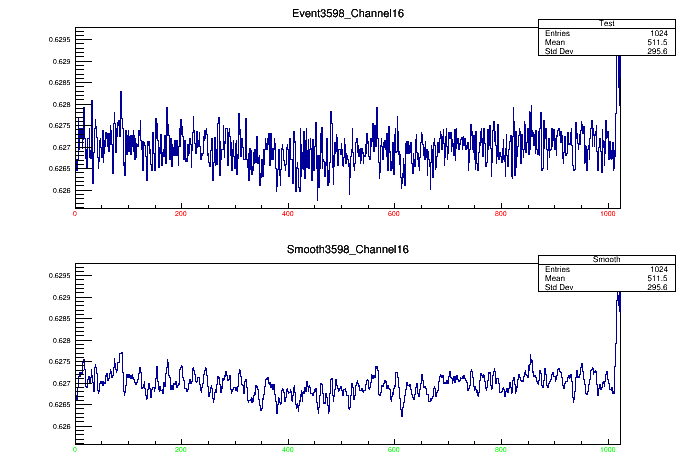 Event3598_Channel16
Test
Entries 1024
Mean 511.5
Std Dev 295.6
0.6295
0.629
0.6285
0.628
0.6275
0.627
0.6265
0.626
0 200 400 600 800 1000
Smooth3598_Channel16
Smooth
Entries 1024
Mean 511.5
Std Dev 295.6
0.6295
0.629
0.6285
0.628
0.6275
0.627
0.6265
0.626
0 200 400 600 800 1000